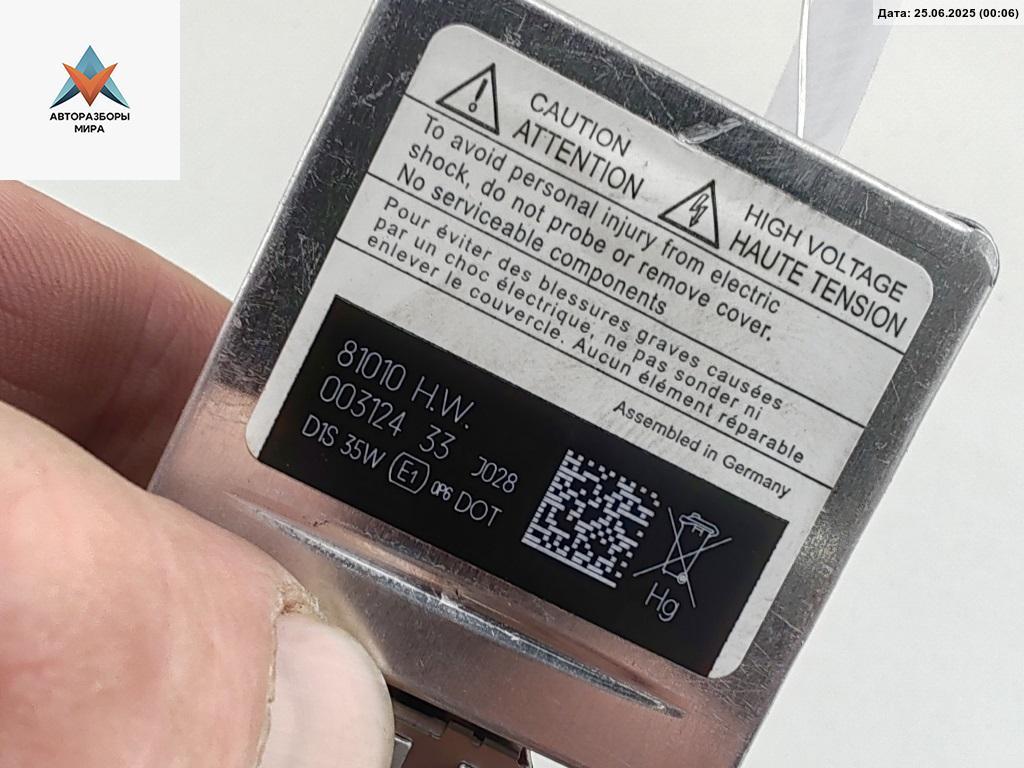 Дата: 25.06.2025 (00:06)
АВТОРАЗБОРЫ
МИРА
CAUTION
ATTENTION
HIGH VOLTAGE
HAUTE TENSION
To avoid personal injury from electric
shock, do not probe or remove cover.
No serviceable components
Pour éviter des blessures graves causées
par un choc électrique, ne pas sonder ni
enlever le couvercle. Aucun élément réparable
Assembled in Germany
81010 H.W.
003124 33 J028
D1S 35W E1 0P6 DOT
Hg